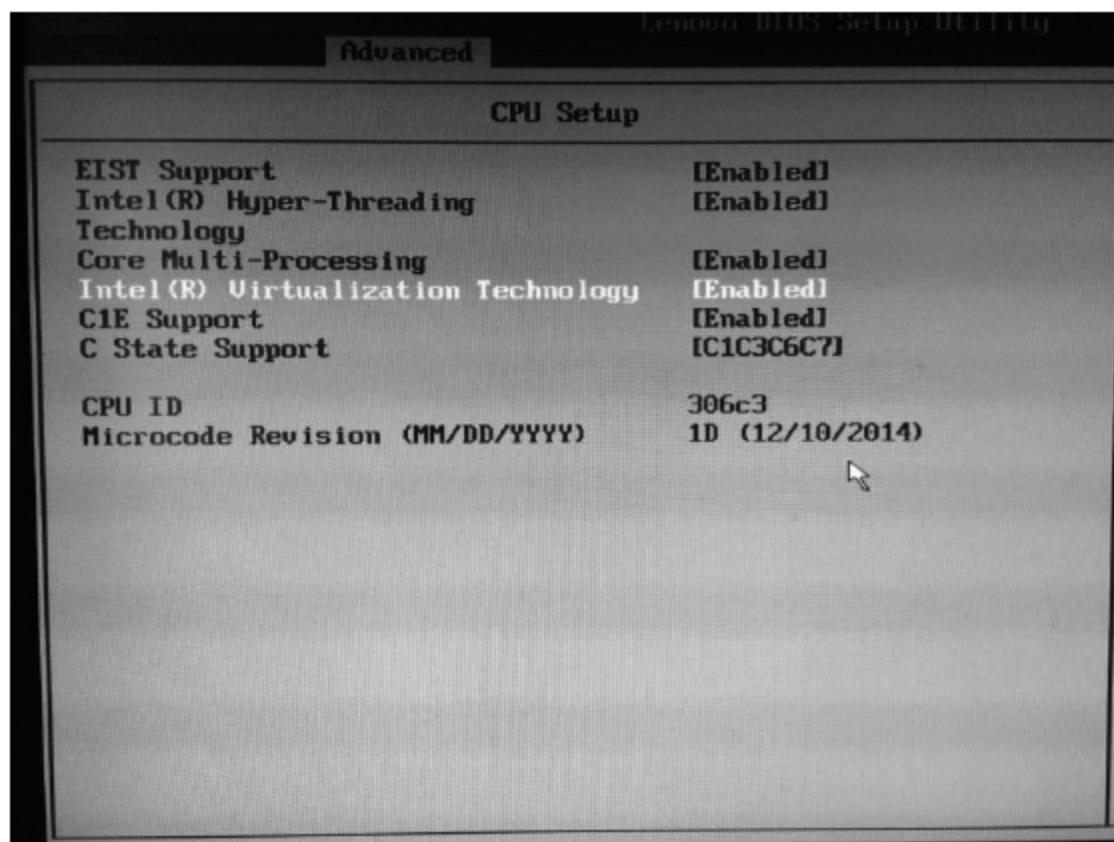 Lenovo BIOS Setup Utility
Advanced
CPU Setup
EIST Support [Enabled]
Intel(R) Hyper-Threading [Enabled]
Technology
Core Multi-Processing [Enabled]
Intel(R) Virtualization Technology [Enabled]
C1E Support [Enabled]
C State Support [C1C3C6C7]
CPU ID 306c3
Microcode Revision (MM/DD/YYYY) 1D (12/10/2014)